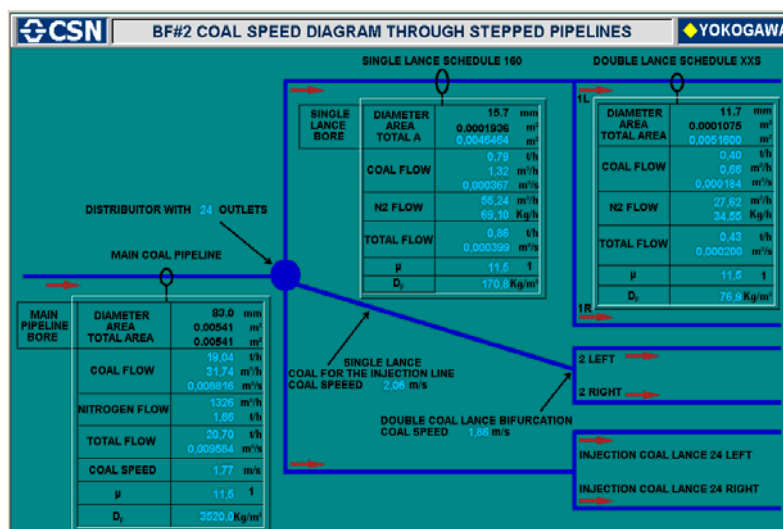 CSN
BF#2 COAL SPEED DIAGRAM THROUGH STEPPED PIPELINES
YOKOGAWA
SINGLE LANCE SCHEDULE 160
DOUBLE LANCE SCHEDULE XXS
1L
SINGLE LANCE BORE
DIAMETER 15.7 mm
AREA 0.0001936 m²
TOTAL A 0.0046464 m²
COAL FLOW 0,79 t/h
1,32 m³/h
0,000367 m³/s
N2 FLOW 55,24 m³/h
69,10 Kg/h
TOTAL FLOW 0,86 t/h
0,000399 m³/s
µ 11,5 1
DF 170,8 Kg/m³
DIAMETER 11.7 mm
AREA 0.0001075 m²
TOTAL AREA 0.0051600 m²
COAL FLOW 0,40 t/h
0,66 m³/h
0,000184 m³/s
N2 FLOW 27,62 m³/h
34,55 Kg/h
TOTAL FLOW 0,43 t/h
0,000200 m³/s
µ 11,5 1
DF 76,9 Kg/m³
1R
DISTRIBUITOR WITH 24 OUTLETS
MAIN COAL PIPELINE
MAIN PIPELINE BORE
DIAMETER 83.0 mm
AREA 0.00541 m²
TOTAL AREA 0.00541 m²
COAL FLOW 19,04 t/h
31,74 m³/h
0,008816 m³/s
NITROGEN FLOW 1326 m³/h
1,66 t/h
TOTAL FLOW 20,70 t/h
0,009584 m³/s
COAL SPEED 1,77 m/s
µ 11,5 1
DF 3520,0 Kg/m³
SINGLE LANCE
COAL FOR THE INJECTION LINE
COAL SPEEED 2,06 m/s
DOUBLE COAL LANCE BIFURCATION
COAL SPEED 1,86 m/s
2 LEFT
2 RIGHT
INJECTION COAL LANCE 24 LEFT
INJECTION COAL LANCE 24 RIGHT